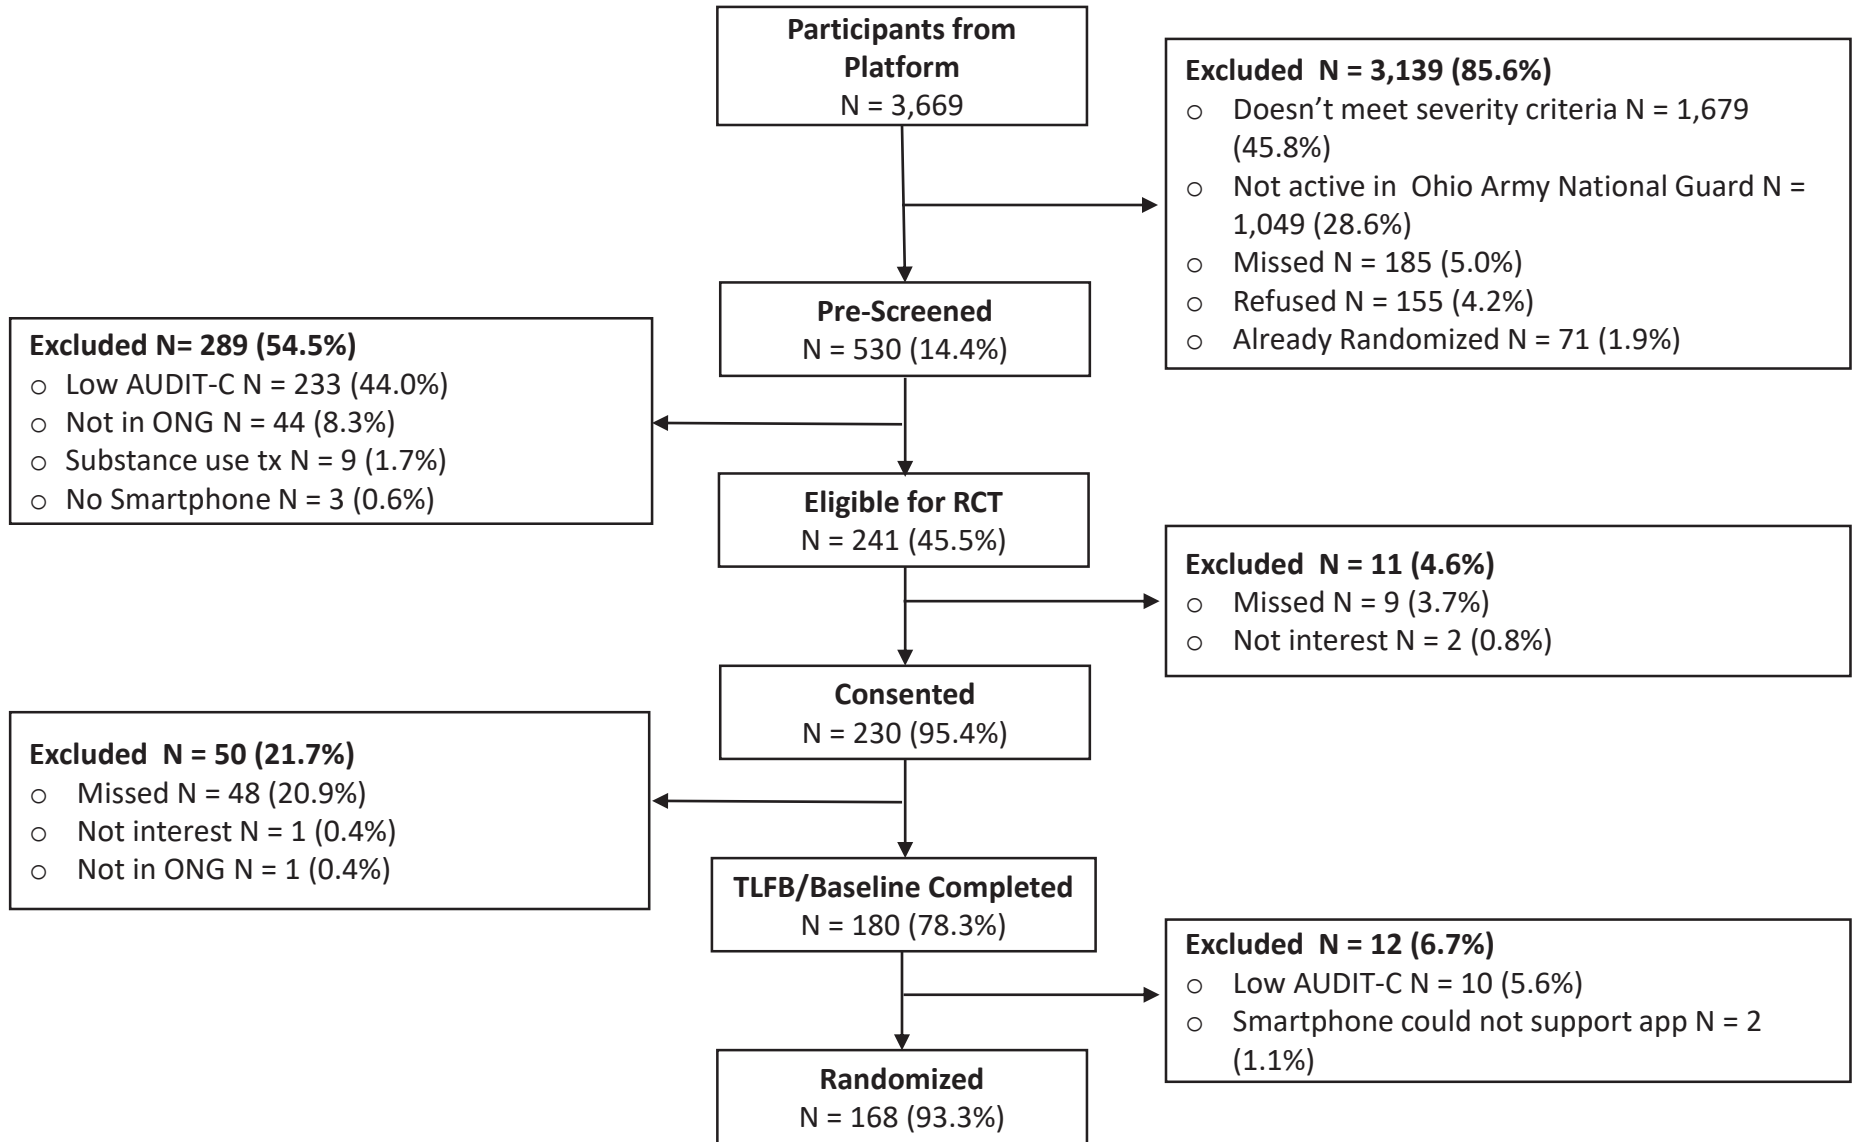 Participants from
Platform
N = 3,669
Excluded N = 3,139 (85.6%)
○ Doesn't meet severity criteria N = 1,679
(45.8%)
○ Not active in Ohio Army National Guard N =
1,049 (28.6%)
○ Missed N = 185 (5.0%)
○ Refused N = 155 (4.2%)
○ Already Randomized N = 71 (1.9%)
Pre-Screened
N = 530 (14.4%)
Excluded N= 289 (54.5%)
○ Low AUDIT-C N = 233 (44.0%)
○ Not in ONG N = 44 (8.3%)
○ Substance use tx N = 9 (1.7%)
○ No Smartphone N = 3 (0.6%)
Eligible for RCT
N = 241 (45.5%)
Excluded N = 11 (4.6%)
○ Missed N = 9 (3.7%)
○ Not interest N = 2 (0.8%)
Consented
N = 230 (95.4%)
Excluded N = 50 (21.7%)
○ Missed N = 48 (20.9%)
○ Not interest N = 1 (0.4%)
○ Not in ONG N = 1 (0.4%)
TLFB/Baseline Completed
N = 180 (78.3%)
Excluded N = 12 (6.7%)
○ Low AUDIT-C N = 10 (5.6%)
○ Smartphone could not support app N = 2
(1.1%)
Randomized
N = 168 (93.3%)